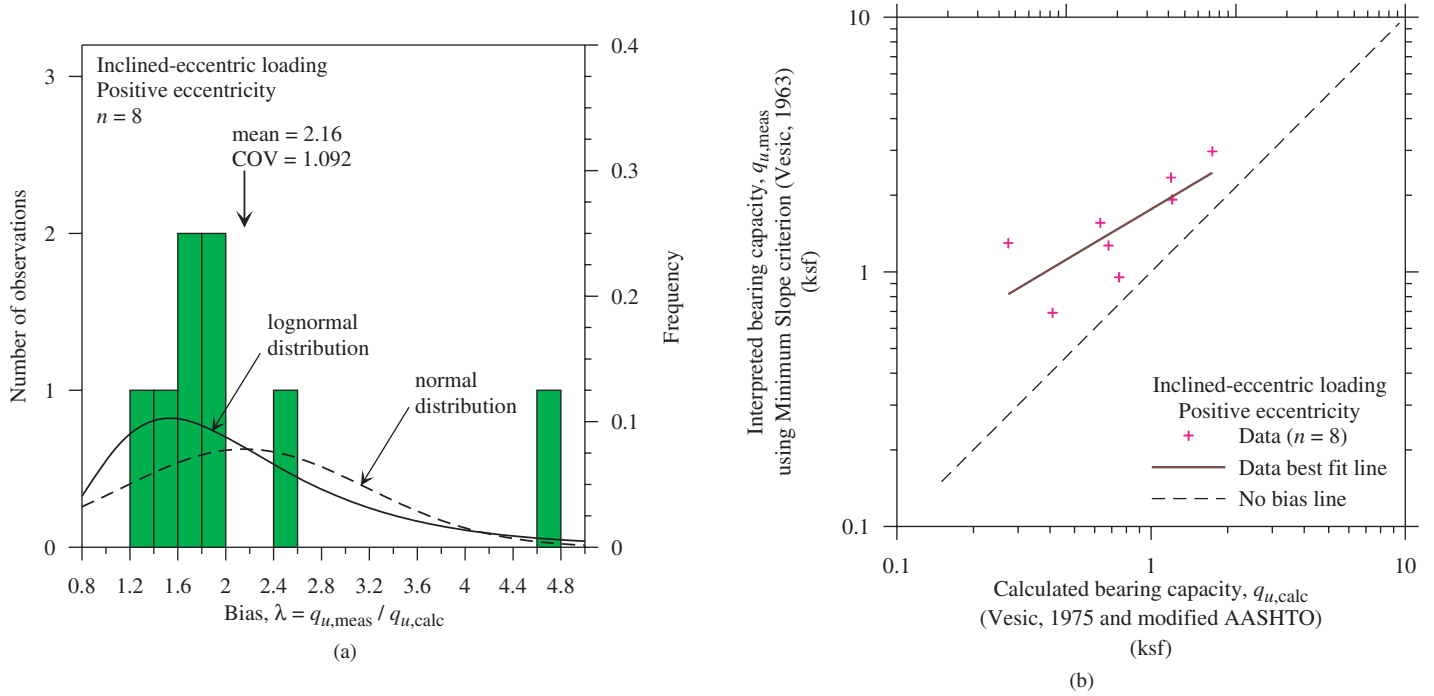 Inclined-eccentric loading
Positive eccentricity
n = 8
mean = 2.16
COV = 1.092
lognormal
distribution
normal
distribution
Number of observations
3
2
1
0
Frequency
0.4
0.3
0.2
0.1
0
0.8 1.2 1.6 2 2.4 2.8 3.2 3.6 4 4.4 4.8
Bias, λ = qu,meas / qu,calc
(a)
Interpreted bearing capacity, qu,meas
using Minimum Slope criterion (Vesic, 1963)
(ksf)
10
1
0.1
Inclined-eccentric loading
Positive eccentricity
Data (n = 8)
Data best fit line
No bias line
0.1 1 10
Calculated bearing capacity, qu,calc
(Vesic, 1975 and modified AASHTO)
(ksf)
(b)